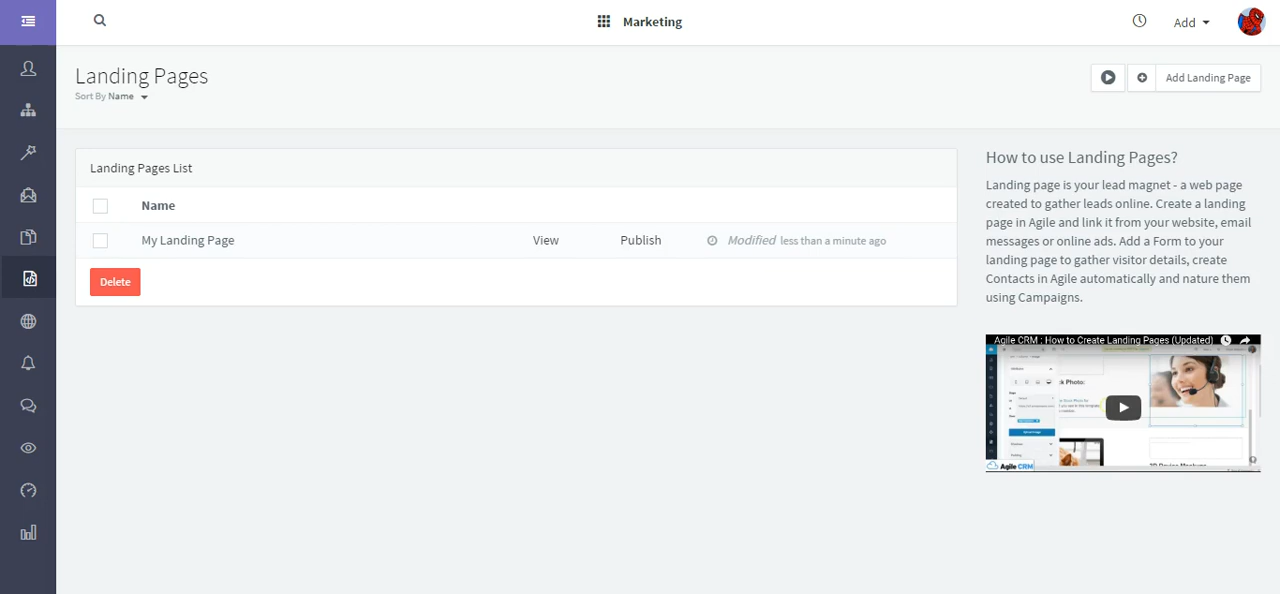 Marketing
Add
Landing Pages
Sort By Name
Add Landing Page
Landing Pages List
Name
My Landing Page View Publish Modified less than a minute ago
Delete
How to use Landing Pages?
Landing page is your lead magnet - a web page
created to gather leads online. Create a landing
page in Agile and link it from your website, email
messages or online ads. Add a Form to your
landing page to gather visitor details, create
Contacts in Agile automatically and nature them
using Campaigns.
Agile CRM : How to Create Landing Pages (Updated)
k Photo:
Agile CRM